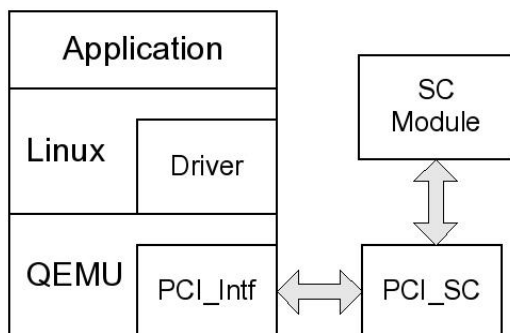 Application
SC
Module
Linux
Driver
QEMU
PCI_Intf
PCI_SC